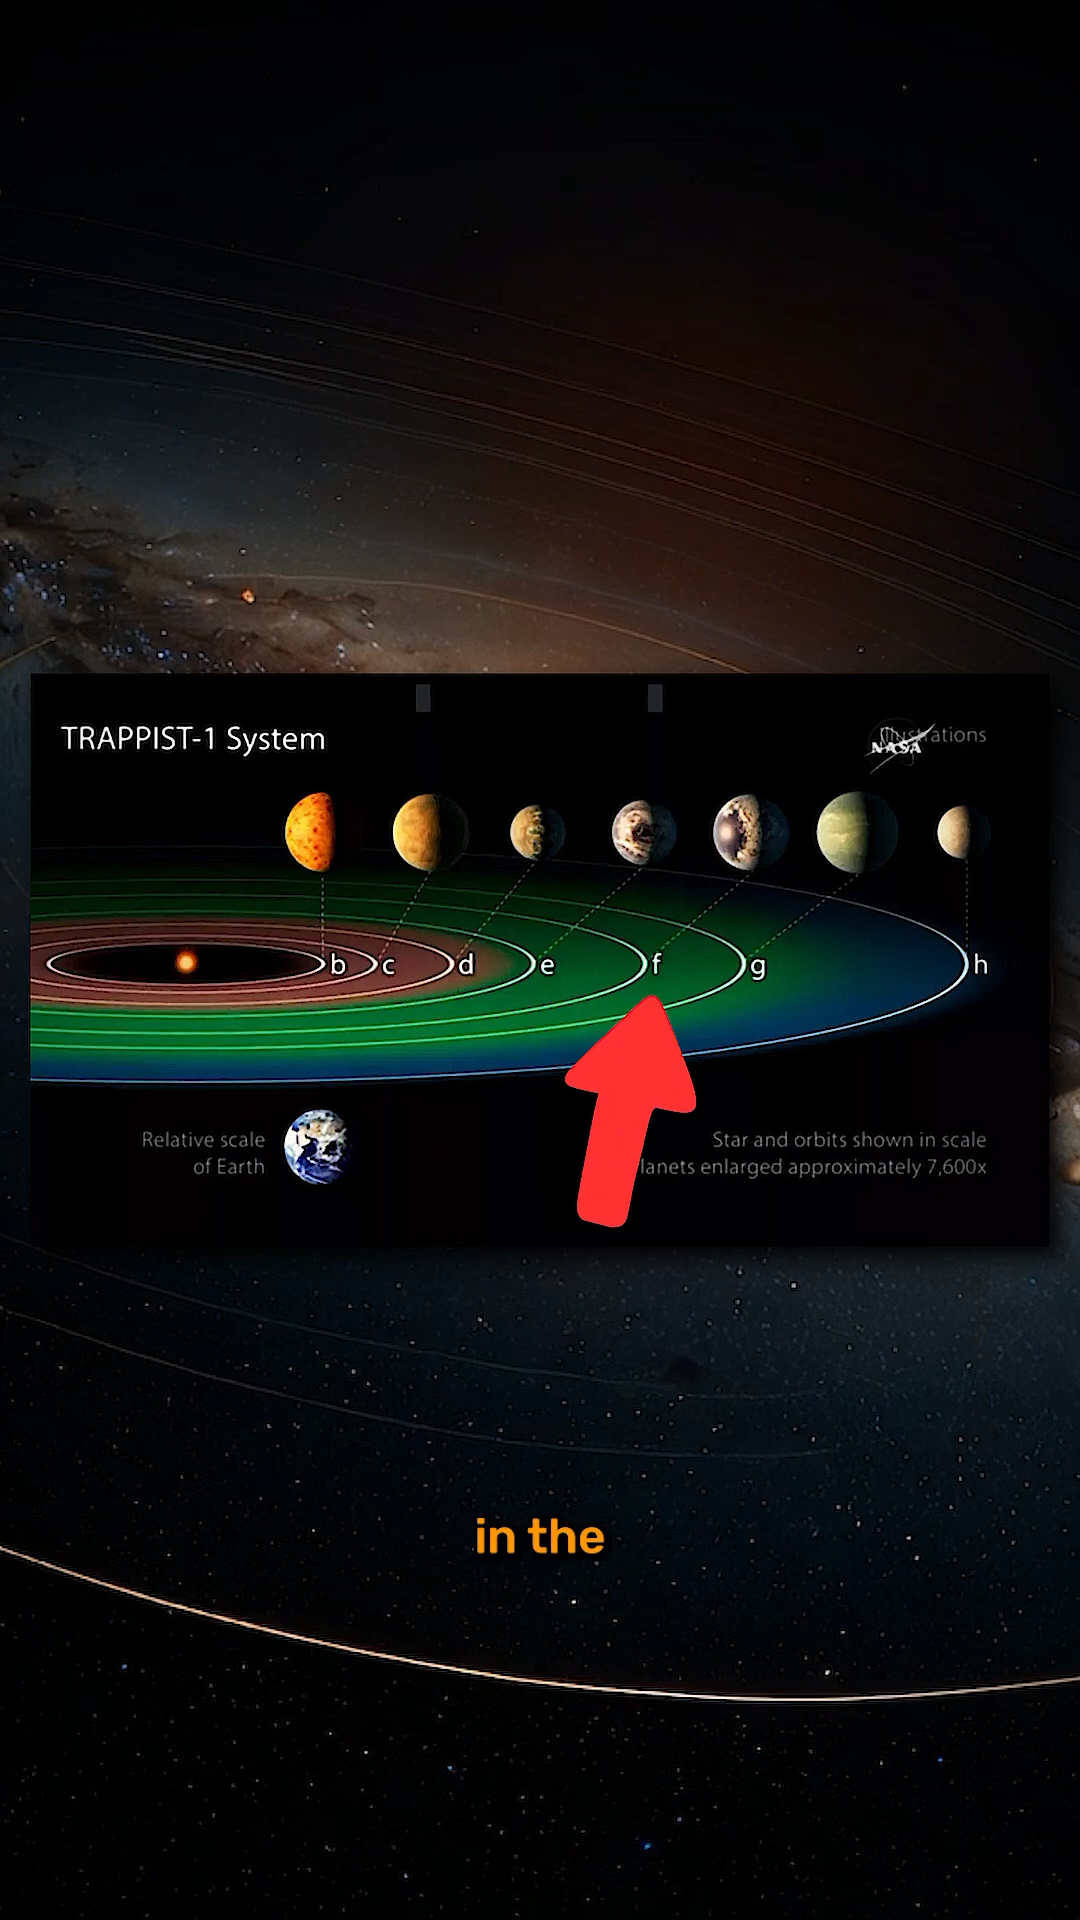 TRAPPIST-1 System
Illustrations
NASA
b c d e f g h
Relative scale
of Earth
Star and orbits shown in scale
lanets enlarged approximately 7,600x
in the